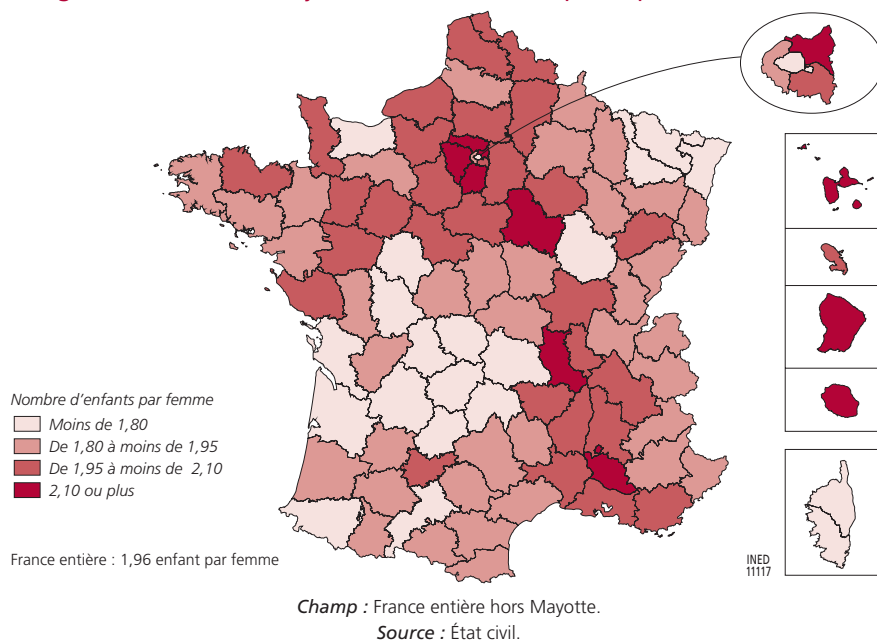 Nombre d'enfants par femme
Moins de 1,80
De 1,80 à moins de 1,95
De 1,95 à moins de 2,10
2,10 ou plus
France entière : 1,96 enfant par femme
INED
11117
Champ : France entière hors Mayotte.
Source : État civil.